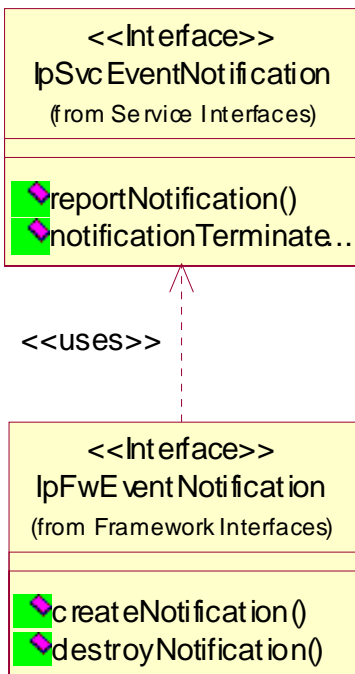 <<Interface>>
IpSvcEventNotification
(from Service Interfaces)
reportNotification()
notificationTerminate...
<<uses>>
<<Interface>>
IpFwEventNotification
(from Framework Interfaces)
createNotification()
destroyNotification()